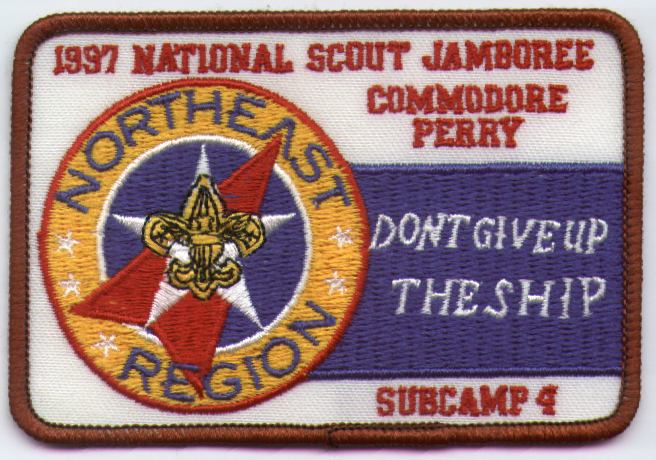 1997 NATIONAL SCOUT JAMBOREE
COMMODORE
PERRY
NORTHEAST
REGION
DONT GIVE UP
THE SHIP
SUBCAMP 4